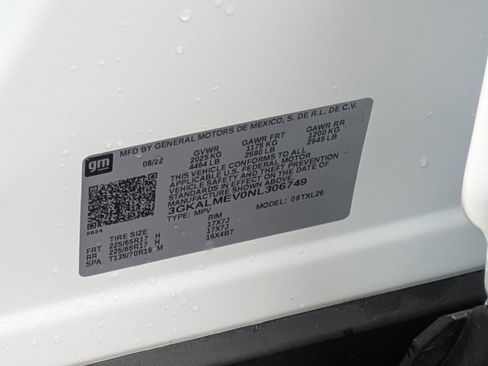 gm
MFD BY GENERAL MOTORS DE MEXICO, S. DE R.L. DE C.V.
08/22 GVWR GAWR FRT GAWR RR
2025 KG 1175 KG 1200 KG
4464 LB 2590 LB 2645 LB
THIS VEHICLE CONFORMS TO ALL
APPLICABLE U.S. FEDERAL MOTOR
VEHICLE SAFETY AND THEFT PREVENTION
STANDARDS IN EFFECT ON THE DATE OF
MANUFACTURE SHOWN ABOVE.
3GKALMEV0NL306749
TYPE: MPV MODEL: 09TXL26
6624
TIRE SIZE RIM
FRT 225/65R17 H 17X7J
RR 225/65R17 H 17X7J
SPA T135/70R16 M 16X4BT